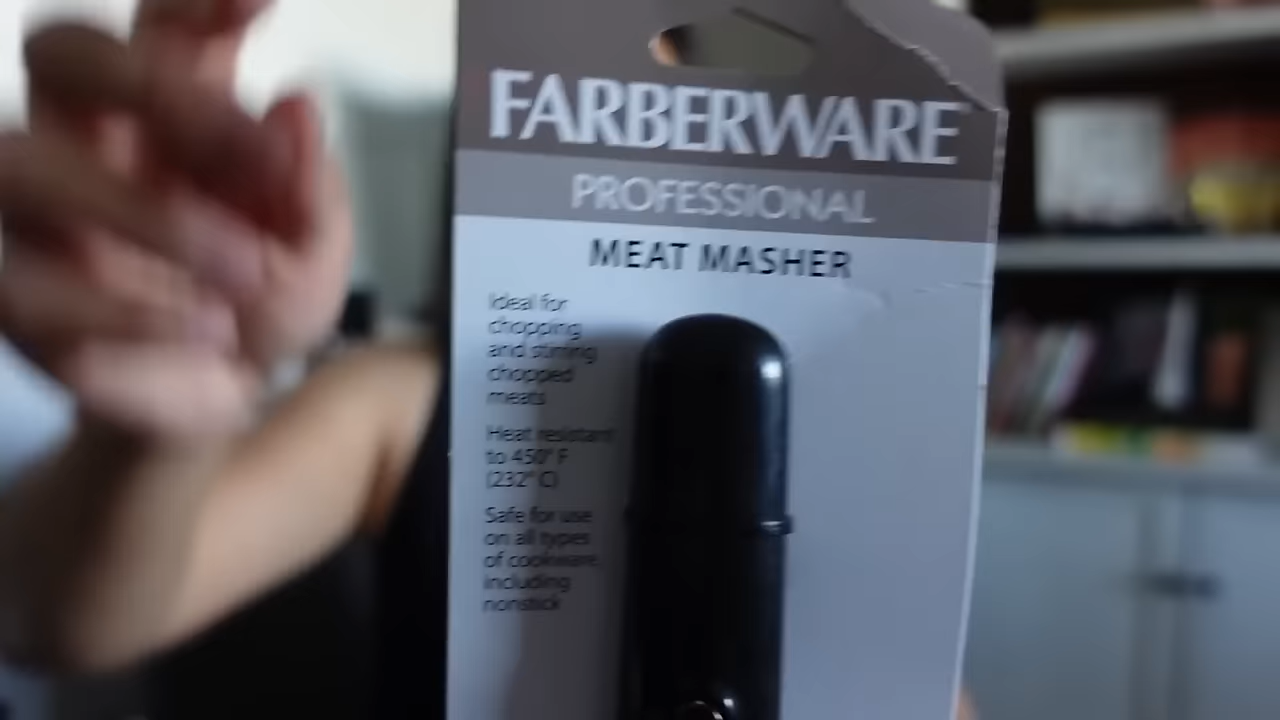 FARBERWARE
PROFESSIONAL
MEAT MASHER
Ideal for
chopping
and stirring
chopped
meats
Heat resistant
to 450° F
(232° C)
Safe for use
on all types
of cookware,
including
nonstick